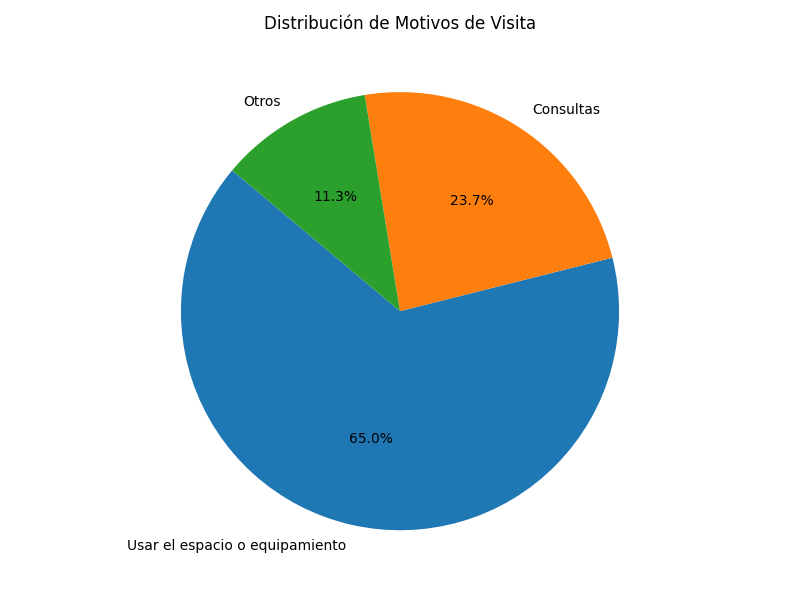 Distribución de Motivos de Visita
Otros
Consultas
11.3%
23.7%
65.0%
Usar el espacio o equipamiento